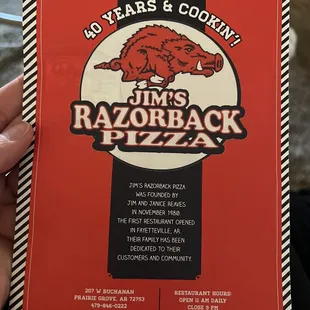 40 YEARS & COOKIN'!
JIM'S
RAZORBACK
PIZZA
JIM'S RAZORBACK PIZZA
WAS FOUNDED BY
JIM AND JANICE REAVES
IN NOVEMBER 1980.
THE FIRST RESTAURANT OPENED
IN FAYETTEVILLE, AR.
THEIR FAMILY HAS BEEN
DEDICATED TO THEIR
CUSTOMERS AND COMMUNITY.
207 W BUCHANAN
PRAIRIE GROVE, AR 72753
479-846-0222
RESTAURANT HOURS:
OPEN 11 AM DAILY
CLOSE 9 PM